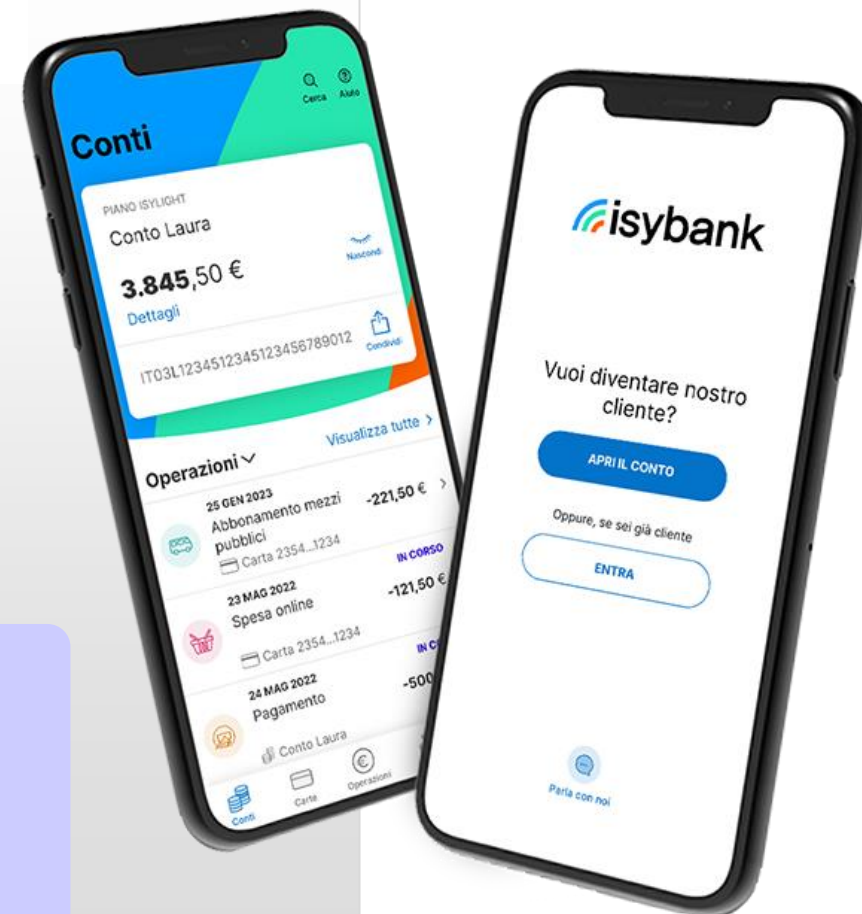 Cerca
Aiuto
Conti
PIANO ISYLIGHT
Conto Laura
3.845,50 €
Nascondi
Dettagli
IT03L1234512345123456789012
Condividi
Operazioni
Visualizza tutte >
25 GEN 2023
Abbonamento mezzi
pubblici
-221,50 € >
Carta 2354...1234
IN CORSO
23 MAG 2022
Spesa online
-121,50 €
Carta 2354...1234
24 MAG 2022
Pagamento
-500
Conto Laura
Conti
Carte
Operazioni
isybank
Vuoi diventare nostro
cliente?
APRI IL CONTO
Oppure, se sei già cliente
ENTRA
Parla con noi